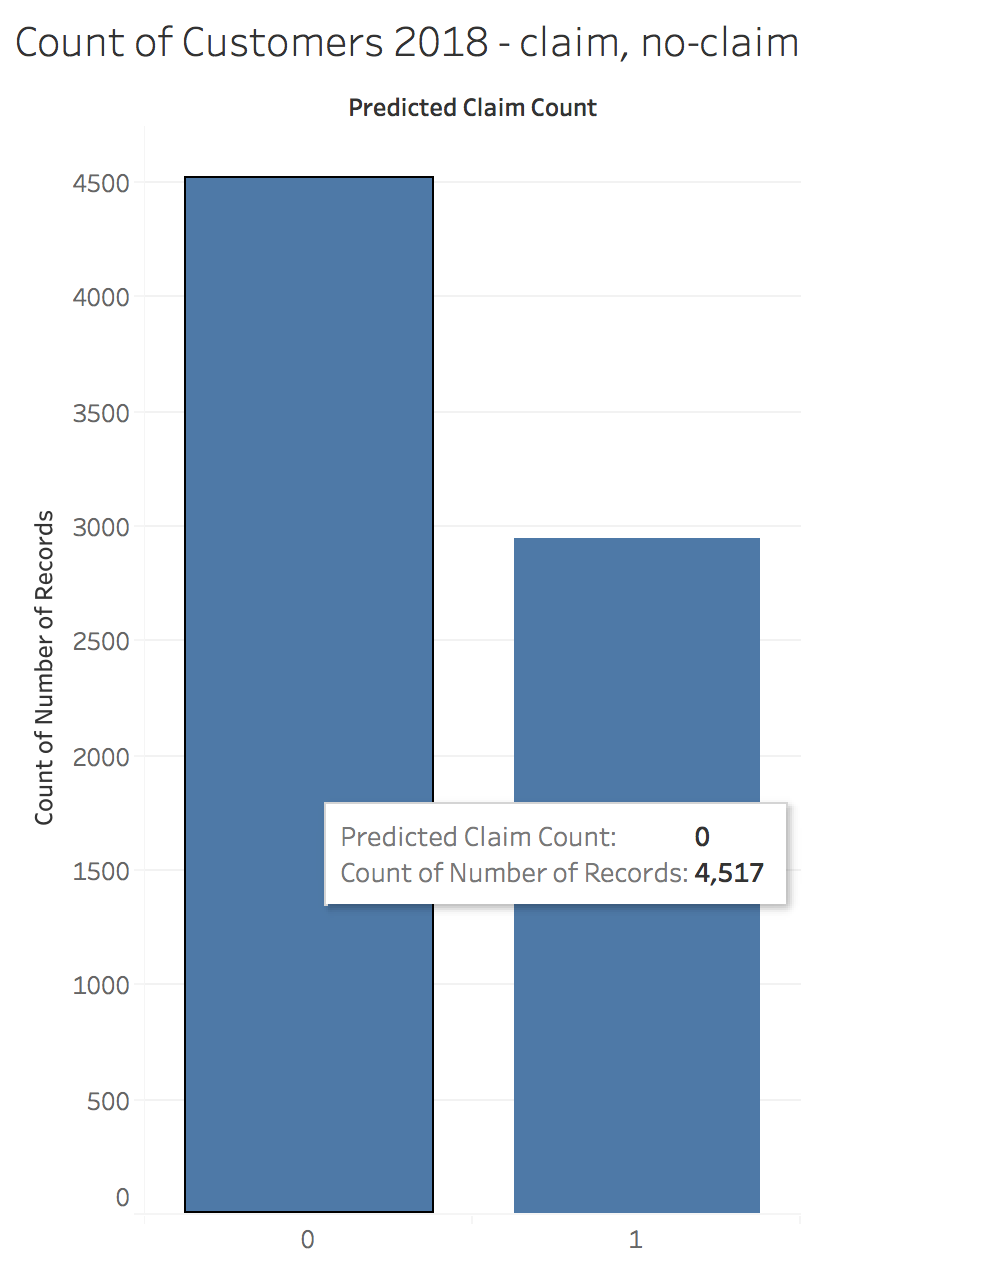 Count of Customers 2018 - claim, no-claim
Predicted Claim Count
Count of Number of Records
4500
4000
3500
3000
2500
2000
1500
1000
500
0
Predicted Claim Count: 0
Count of Number of Records: 4,517
0
1